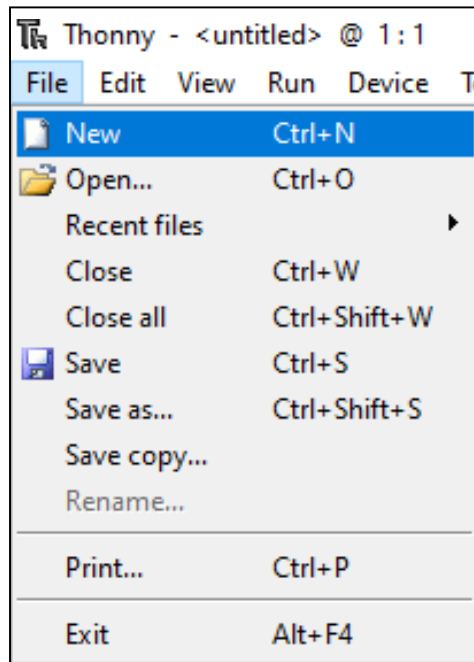 Thonny - <untitled> @ 1:1
File Edit View Run Device
New Ctrl+N
Open... Ctrl+O
Recent files
Close Ctrl+W
Close all Ctrl+Shift+W
Save Ctrl+S
Save as... Ctrl+Shift+S
Save copy...
Rename...
Print... Ctrl+P
Exit Alt+F4